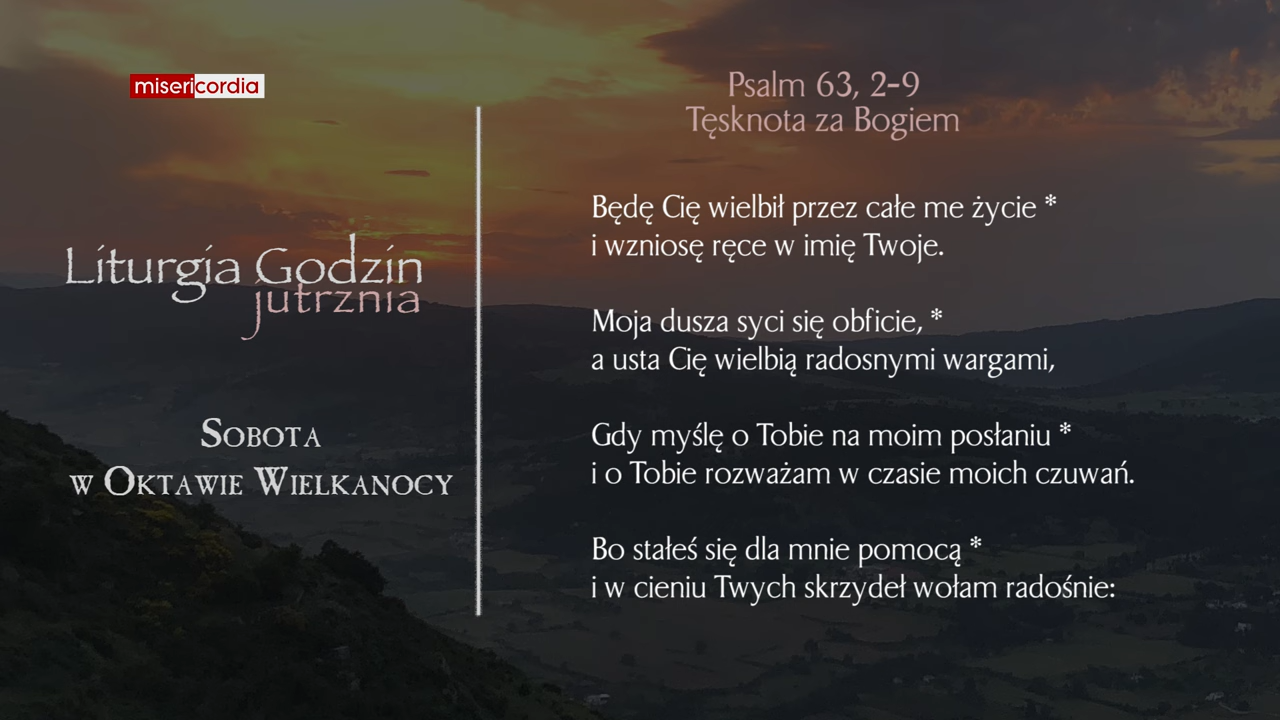 misericordia
Liturgia Godzin
jutrznia
Sobota
w Oktawie Wielkanocy
Psalm 63, 2-9
Tęsknota za Bogiem
Będę Cię wielbił przez całe me życie *
i wzniosę ręce w imię Twoje.
Moja dusza syci się obficie, *
a usta Cię wielbią radosnymi wargami,
Gdy myślę o Tobie na moim posłaniu *
i o Tobie rozważam w czasie moich czuwań.
Bo stałeś się dla mnie pomocą *
i w cieniu Twych skrzydeł wołam radośnie: